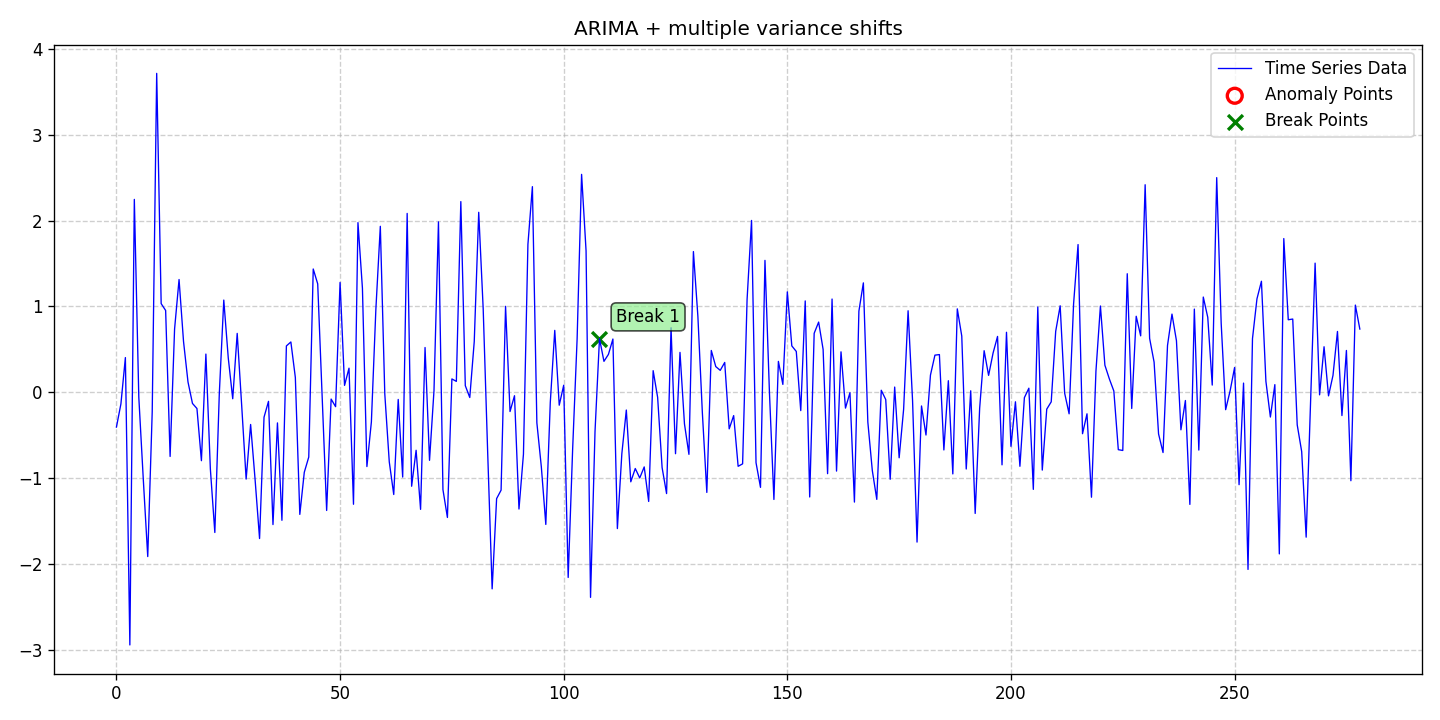 ARIMA + multiple variance shifts
4
3
2
1
0
−1
−2
−3
Time Series Data
Anomaly Points
Break Points
Break 1
0
50
100
150
200
250